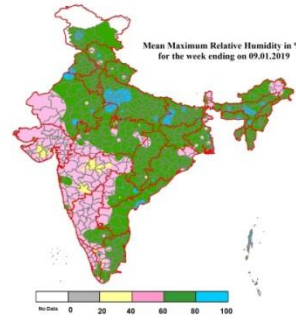 Mean Maximum Relative Humidity in %
for the week ending on 09.01.2019
No Data 0 20 40 60 80 100